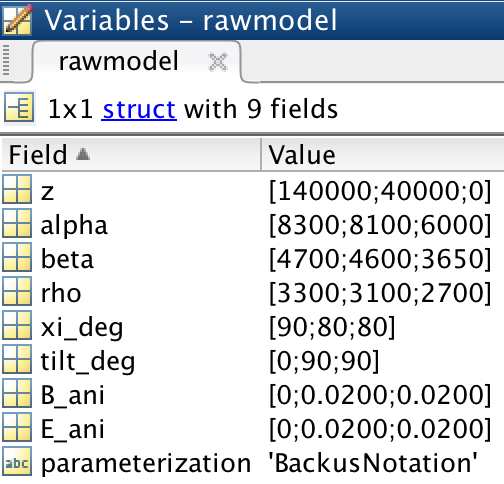 Variables - rawmodel
rawmodel
1x1 struct with 9 fields
Field Value
z [140000;40000;0]
alpha [8300;8100;6000]
beta [4700;4600;3650]
rho [3300;3100;2700]
xi_deg [90;80;80]
tilt_deg [0;90;90]
B_ani [0;0.0200;0.0200]
E_ani [0;0.0200;0.0200]
abc parameterization 'BackusNotation'